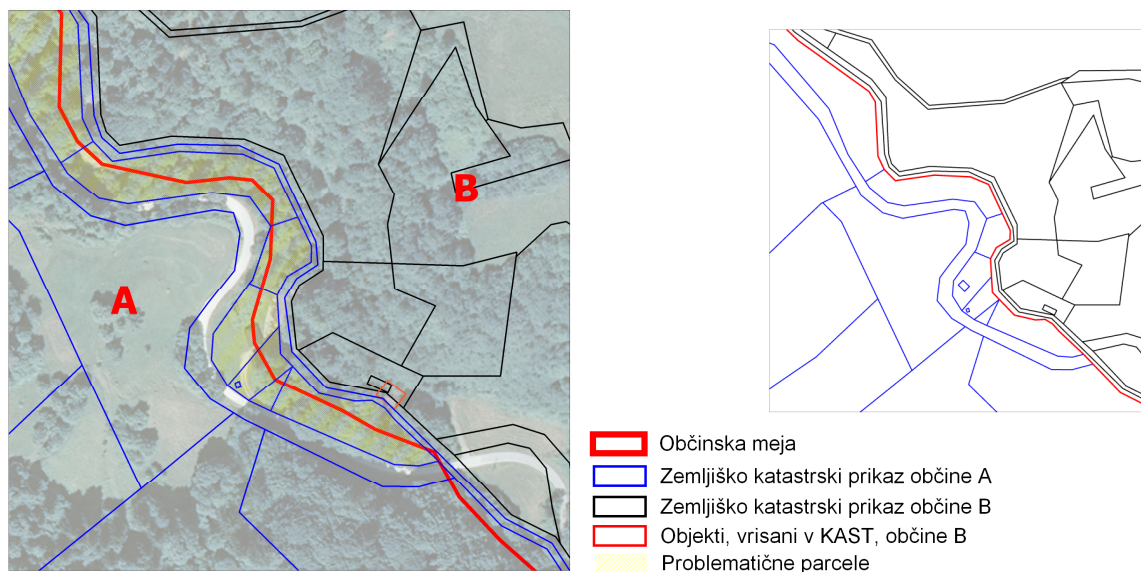 A
B
Občinska meja
Zemljiško katastrski prikaz občine A
Zemljiško katastrski prikaz občine B
Objekti, vrisani v KAST, občine B
Problematične parcele